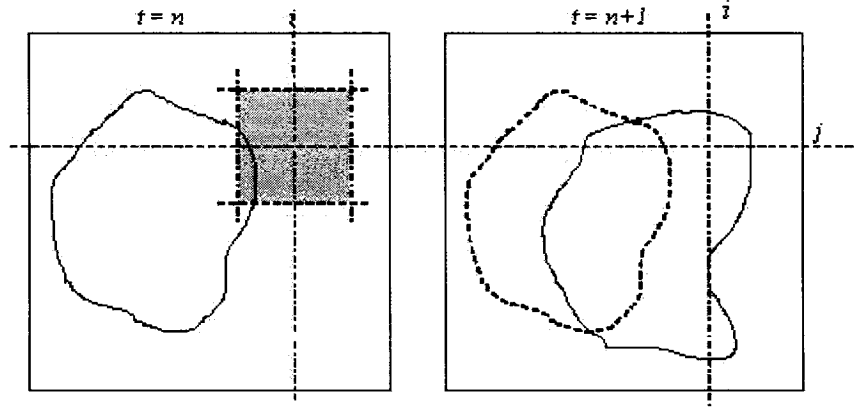 t = n
i
t = n+1
i
j